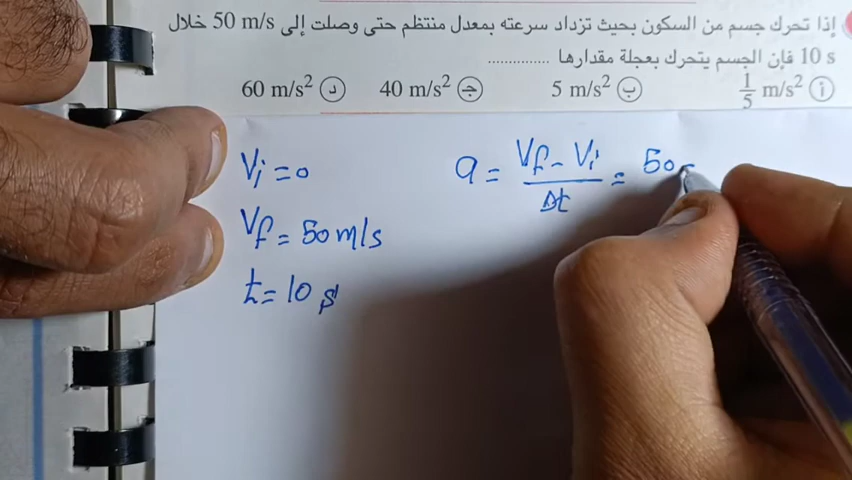 إذا تحرك جسم من السكون بحيث تزداد سرعته بمعدل منتظم حتى وصلت إلى 50 m/s خلال
10 s فإن الجسم يتحرك بعجلة مقدارها ...............
أ 1/5 m/s² ب 5 m/s² ج 40 m/s² د 60 m/s²
Vi = 0
Vf = 50 m/s
t = 10 s
a = (Vf - Vi) / Δt = 50 -